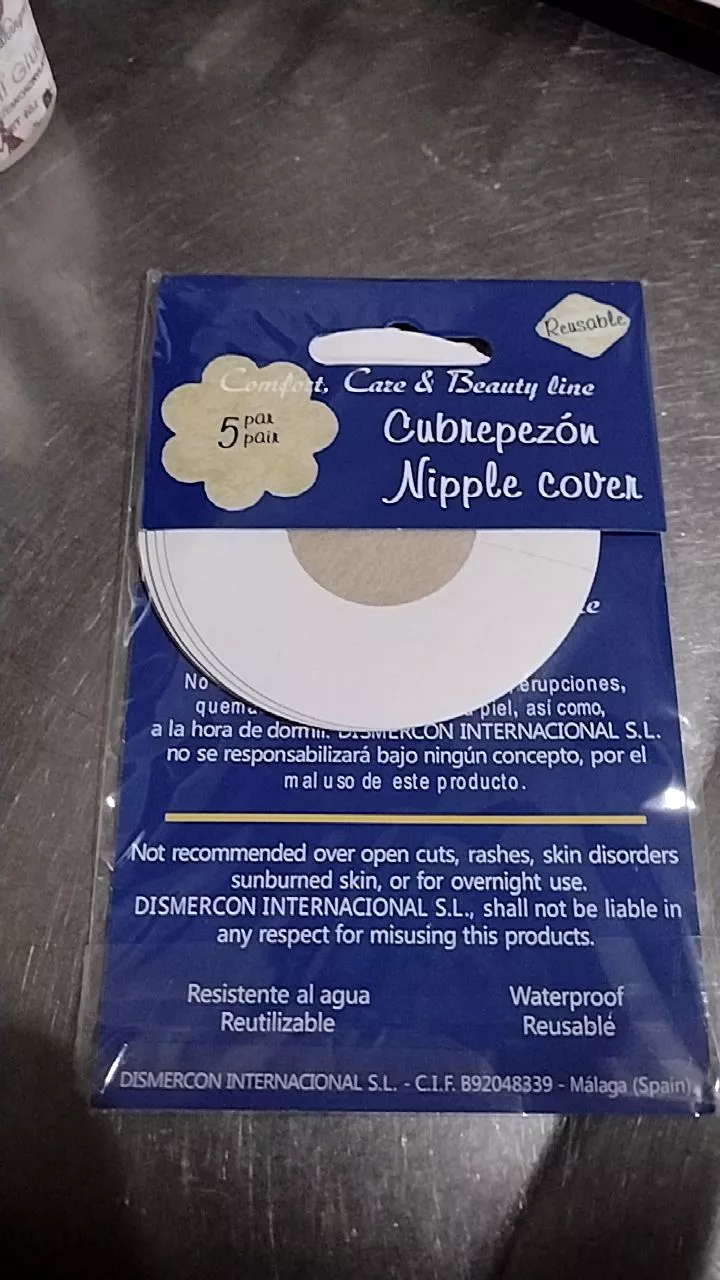 Reusable
Comfort, Care & Beauty line
5 par
pair
Cubrepezón
Nipple cover
No erupciones,
piel, así como,
a la hora de dormir. DISMERCON INTERNACIONAL S.L.
no se responsabilizará bajo ningún concepto, por el
mal uso de este producto.
Not recommended over open cuts, rashes, skin disorders
sunburned skin, or for overnight use.
DISMERCON INTERNACIONAL S.L., shall not be liable in
any respect for misusing this products.
Resistente al agua
Reutilizable
Waterproof
Reusable
DISMERCON INTERNACIONAL S.L. - C.I.F. B92048339 - Málaga (Spain)